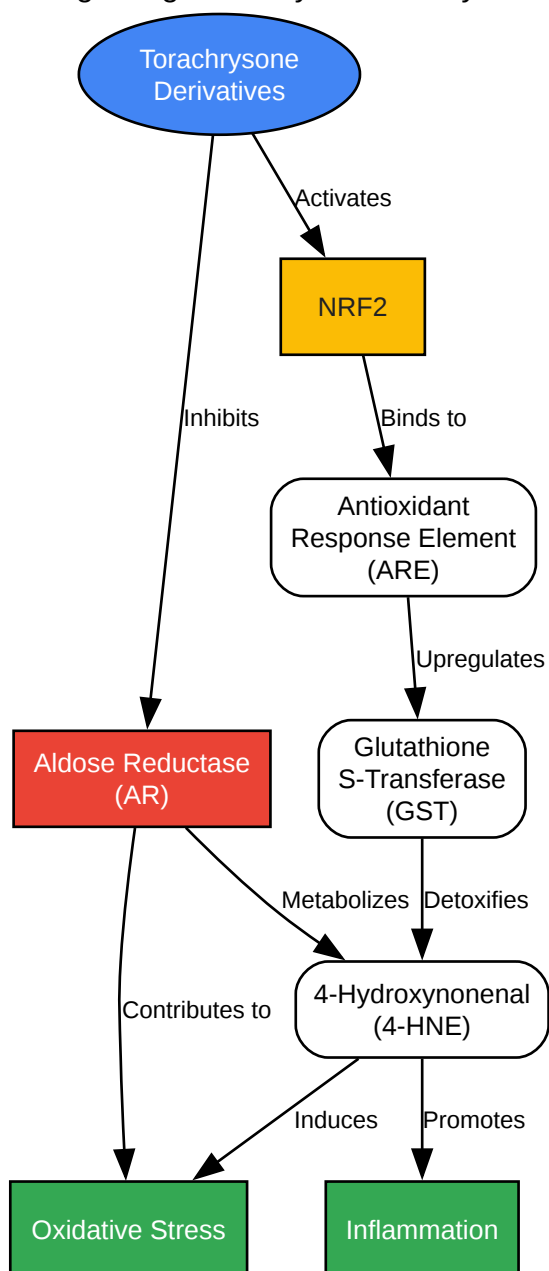 Torachrysone
Derivatives
Activates
NRF2
Inhibits
Binds to
Antioxidant
Response Element
(ARE)
Upregulates
Aldose Reductase
(AR)
Glutathione
S-Transferase
(GST)
Metabolizes
Detoxifies
4-Hydroxynonenal
(4-HNE)
Contributes to
Induces
Promotes
Oxidative Stress
Inflammation